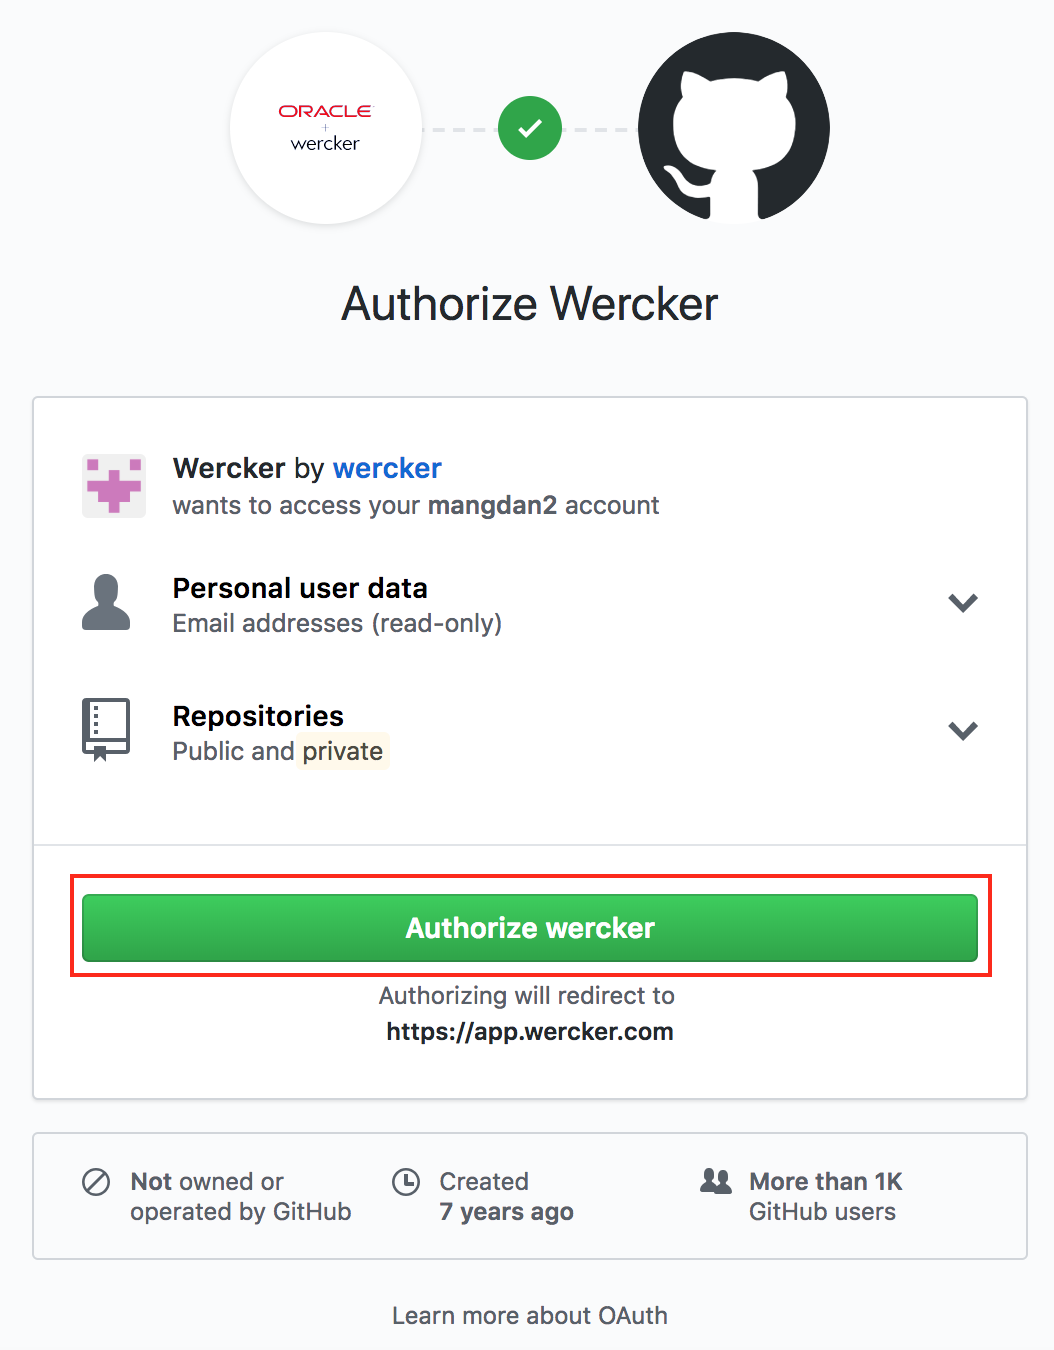 ORACLE
+
wercker
Authorize Wercker
Wercker by wercker
wants to access your mangdan2 account
Personal user data
Email addresses (read-only)
Repositories
Public and private
Authorize wercker
Authorizing will redirect to
https://app.wercker.com
Not owned or
operated by GitHub
Created
7 years ago
More than 1K
GitHub users
Learn more about OAuth